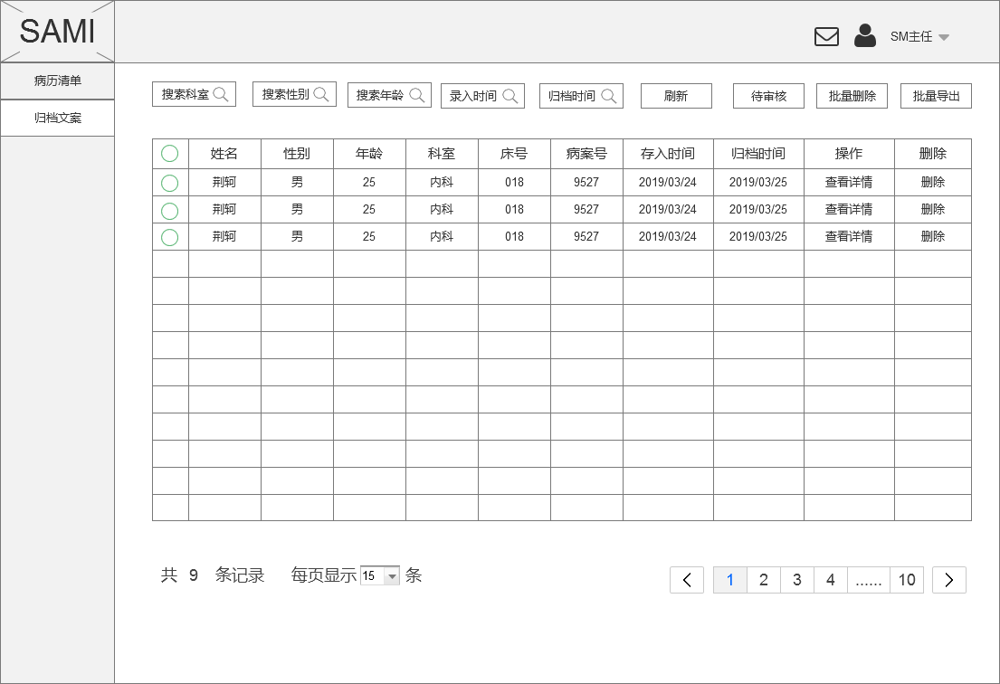 SAMI
SM主任
病历清单
归档文案
搜索科室 搜索性别 搜索年龄 录入时间 归档时间 刷新 待审核 批量删除 批量导出
姓名 性别 年龄 科室 床号 病案号 存入时间 归档时间 操作 删除
荆轲 男 25 内科 018 9527 2019/03/24 2019/03/25 查看详情 删除
荆轲 男 25 内科 018 9527 2019/03/24 2019/03/25 查看详情 删除
荆轲 男 25 内科 018 9527 2019/03/24 2019/03/25 查看详情 删除
共 9 条记录 每页显示 15 条
1 2 3 4 ...... 10